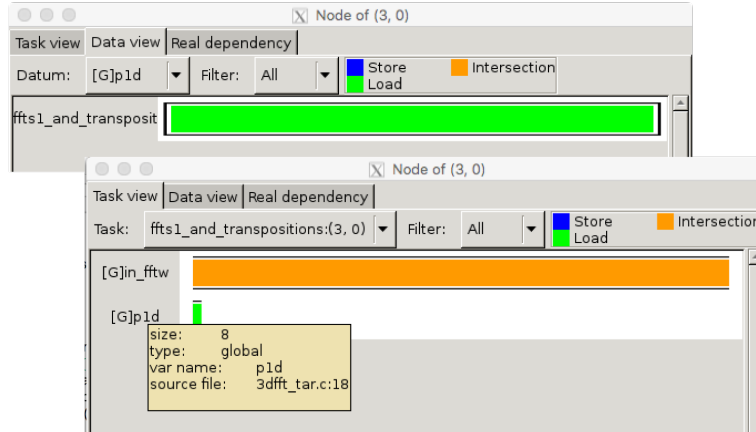 Node of (3, 0)
Task view Data view Real dependency
Datum: [G]p1d Filter: All Store Intersection
Load
ffts1_and_transposit
Node of (3, 0)
Task view Data view Real dependency
Task: ffts1_and_transpositions:(3, 0) Filter: All Store Intersection
Load
[G]in_fftw
[G]p1d
size: 8
type: global
var name: p1d
source file: 3dfft_tar.c:18